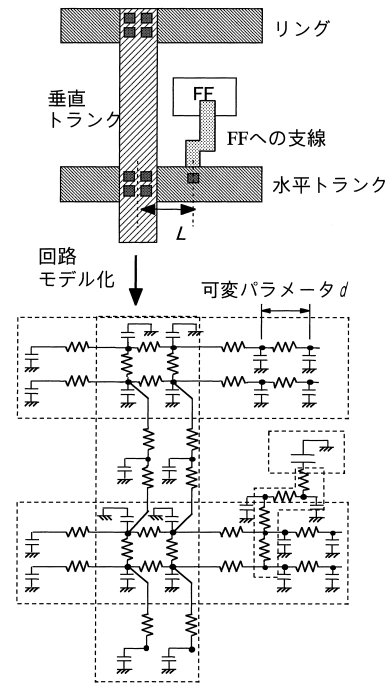 リング
垂直
トランク
FF
FFへの支線
水平トランク
L
回路
モデル化
可変パラメータd